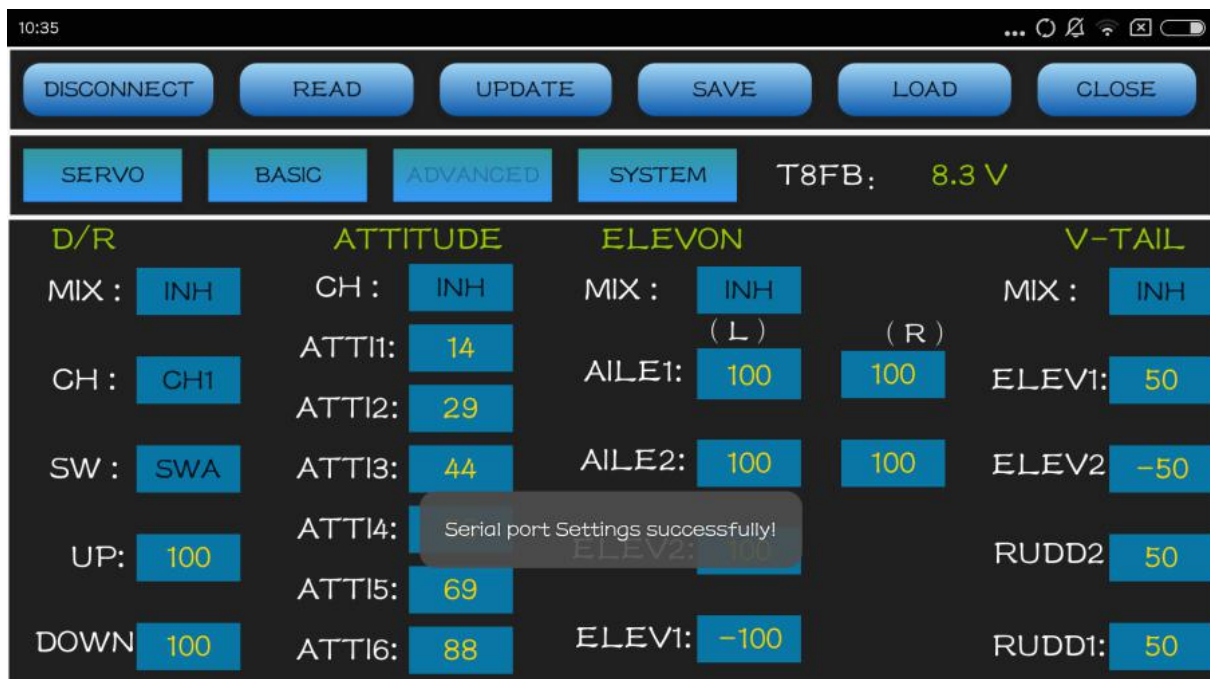 10:35
DISCONNECT READ UPDATE SAVE LOAD CLOSE
SERVO BASIC ADVANCED SYSTEM T8FB: 8.3 V
D/R ATTITUDE ELEVON V-TAIL
MIX : INH CH : INH MIX : INH MIX : INH
(L) (R)
ATTI1: 14
CH : CH1 AILE1: 100 100 ELEV1: 50
ATTI2: 29
SW : SWA ATTI3: 44 AILE2: 100 100 ELEV2 -50
ATTI4:
Serial port Settings successfully!
UP: 100 ELEV2: 100 RUDD2 50
ATTI5: 69
DOWN 100 ATTI6: 88 ELEV1: -100 RUDD1: 50